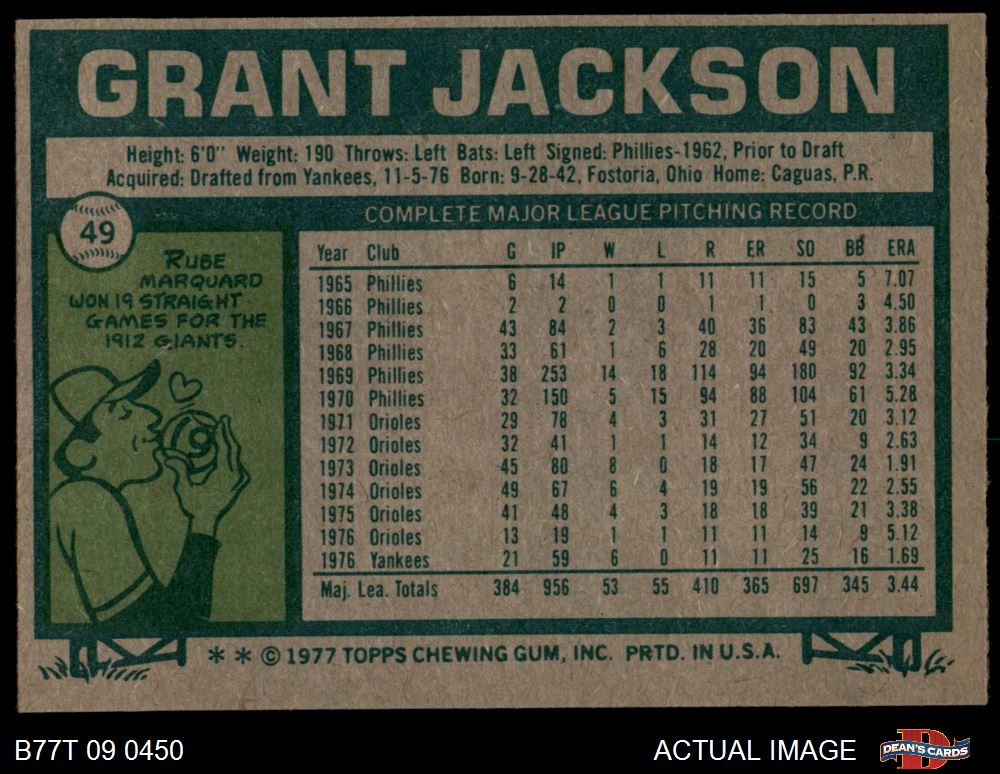 GRANT JACKSON
Height: 6'0" Weight: 190 Throws: Left Bats: Left Signed: Phillies-1962, Prior to Draft
Acquired: Drafted from Yankees, 11-5-76 Born: 9-28-42, Fostoria, Ohio Home: Caguas, P.R.
49
RUBE
MARQUARD
WON 19 STRAIGHT
GAMES FOR THE
1912 GIANTS.
COMPLETE MAJOR LEAGUE PITCHING RECORD
Year Club G IP W L R ER SO BB ERA
1965 Phillies 6 14 1 1 11 11 15 5 7.07
1966 Phillies 2 2 0 0 1 1 0 3 4.50
1967 Phillies 43 84 2 3 40 36 83 43 3.86
1968 Phillies 33 61 1 6 28 20 49 20 2.95
1969 Phillies 38 253 14 18 114 94 180 92 3.34
1970 Phillies 32 150 5 15 94 88 104 61 5.28
1971 Orioles 29 78 4 3 31 27 51 20 3.12
1972 Orioles 32 41 1 1 14 12 34 9 2.63
1973 Orioles 45 80 8 0 18 17 47 24 1.91
1974 Orioles 49 67 6 4 19 19 56 22 2.55
1975 Orioles 41 48 4 3 18 18 39 21 3.38
1976 Orioles 13 19 1 1 11 11 14 9 5.12
1976 Yankees 21 59 6 0 11 11 25 16 1.69
Maj. Lea. Totals 384 956 53 55 410 365 697 345 3.44
* * © 1977 TOPPS CHEWING GUM, INC. PRTD. IN U.S.A.
B77T 09 0450
ACTUAL IMAGE
DEAN'S CARDS